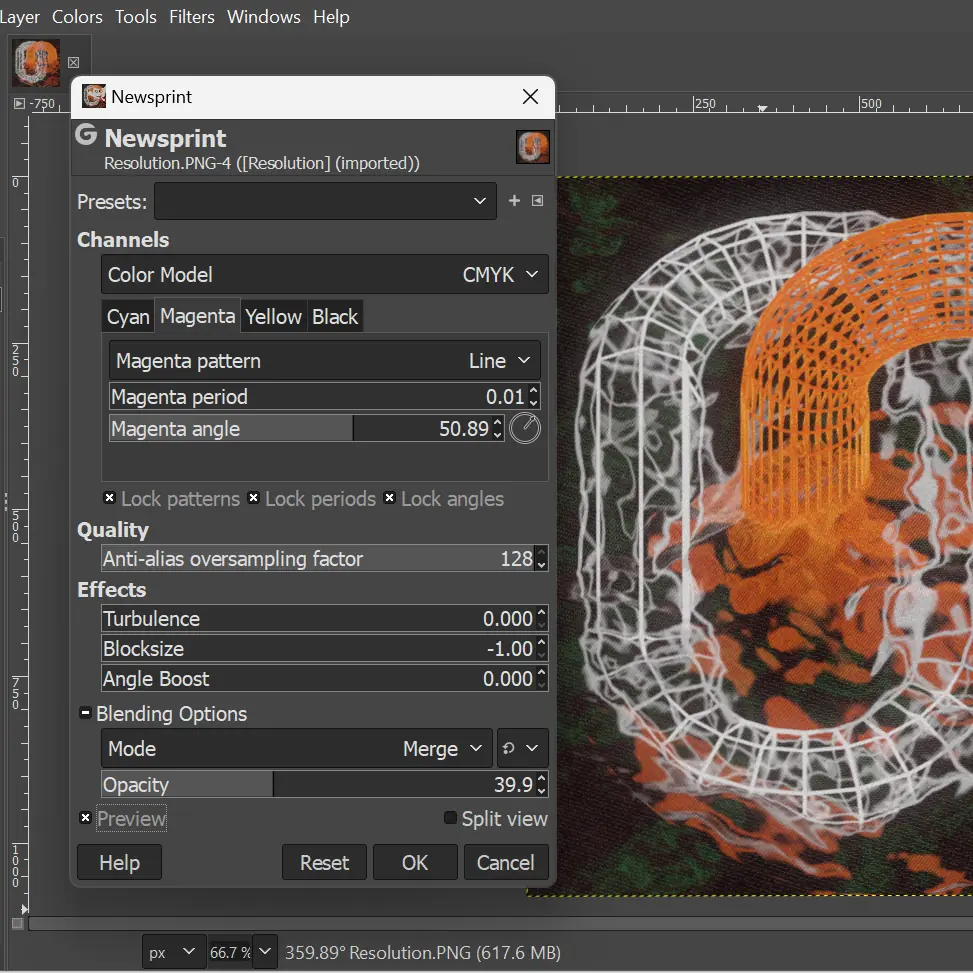 Layer Colors Tools Filters Windows Help
Newsprint
-750 250 500
Newsprint
Resolution.PNG-4 ([Resolution] (imported))
Presets:
Channels
Color Model CMYK
Cyan Magenta Yellow Black
Magenta pattern Line
Magenta period 0.01
Magenta angle 50.89
Lock patterns Lock periods Lock angles
Quality
Anti-alias oversampling factor 128
Effects
Turbulence 0.000
Blocksize -1.00
Angle Boost 0.000
Blending Options
Mode Merge
Opacity 39.9
Preview Split view
Help Reset OK Cancel
0
250
500
750
1000
px 66.7 % 359.89° Resolution.PNG (617.6 MB)